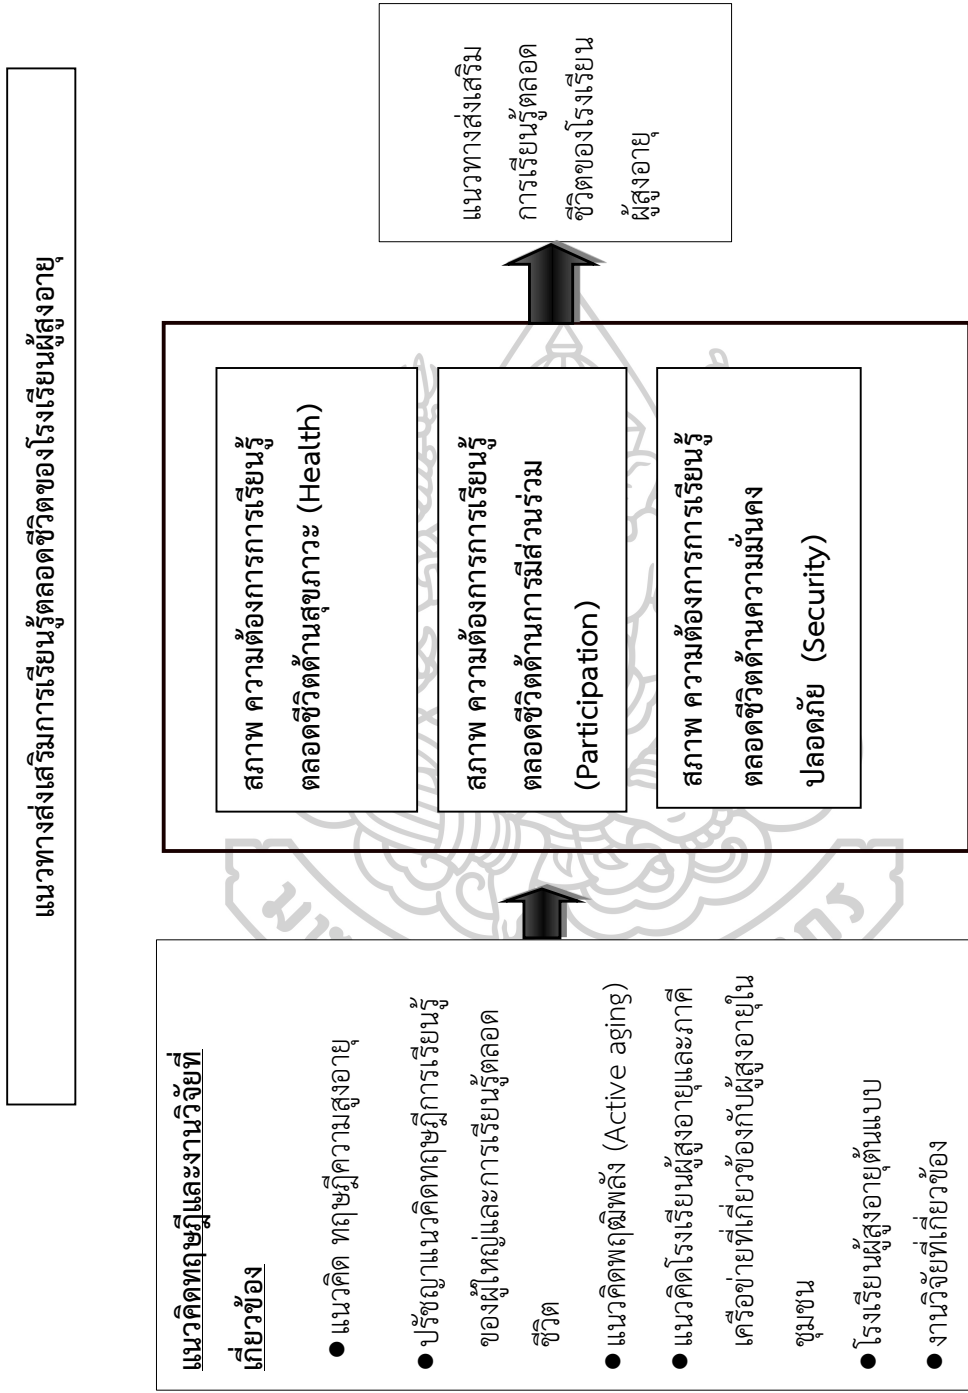 แนวทางส่งเสริมการเรียนรู้ตลอดชีวิตของโรงเรียนผู้สูงอายุ
แนวคิดทฤษฎีและงานวิจัยที่
เกี่ยวข้อง
● แนวคิด ทฤษฎีความสูงอายุ
● ปรัชญาแนวคิดทฤษฎีการเรียนรู้
ของผู้ใหญ่และการเรียนรู้ตลอด
ชีวิต
● แนวคิดพฤฒิพลัง (Active aging)
● แนวคิดโรงเรียนผู้สูงอายุและภาคี
เครือข่ายที่เกี่ยวข้องกับผู้สูงอายุใน
ชุมชน
● โรงเรียนผู้สูงอายุต้นแบบ
● งานวิจัยที่เกี่ยวข้อง
สภาพ ความต้องการการเรียนรู้
ตลอดชีวิตด้านสุขภาวะ (Health)
สภาพ ความต้องการการเรียนรู้
ตลอดชีวิตด้านการมีส่วนร่วม
(Participation)
สภาพ ความต้องการการเรียนรู้
ตลอดชีวิตด้านความมั่นคง
ปลอดภัย (Security)
แนวทางส่งเสริม
การเรียนรู้ตลอด
ชีวิตของโรงเรียน
ผู้สูงอายุ